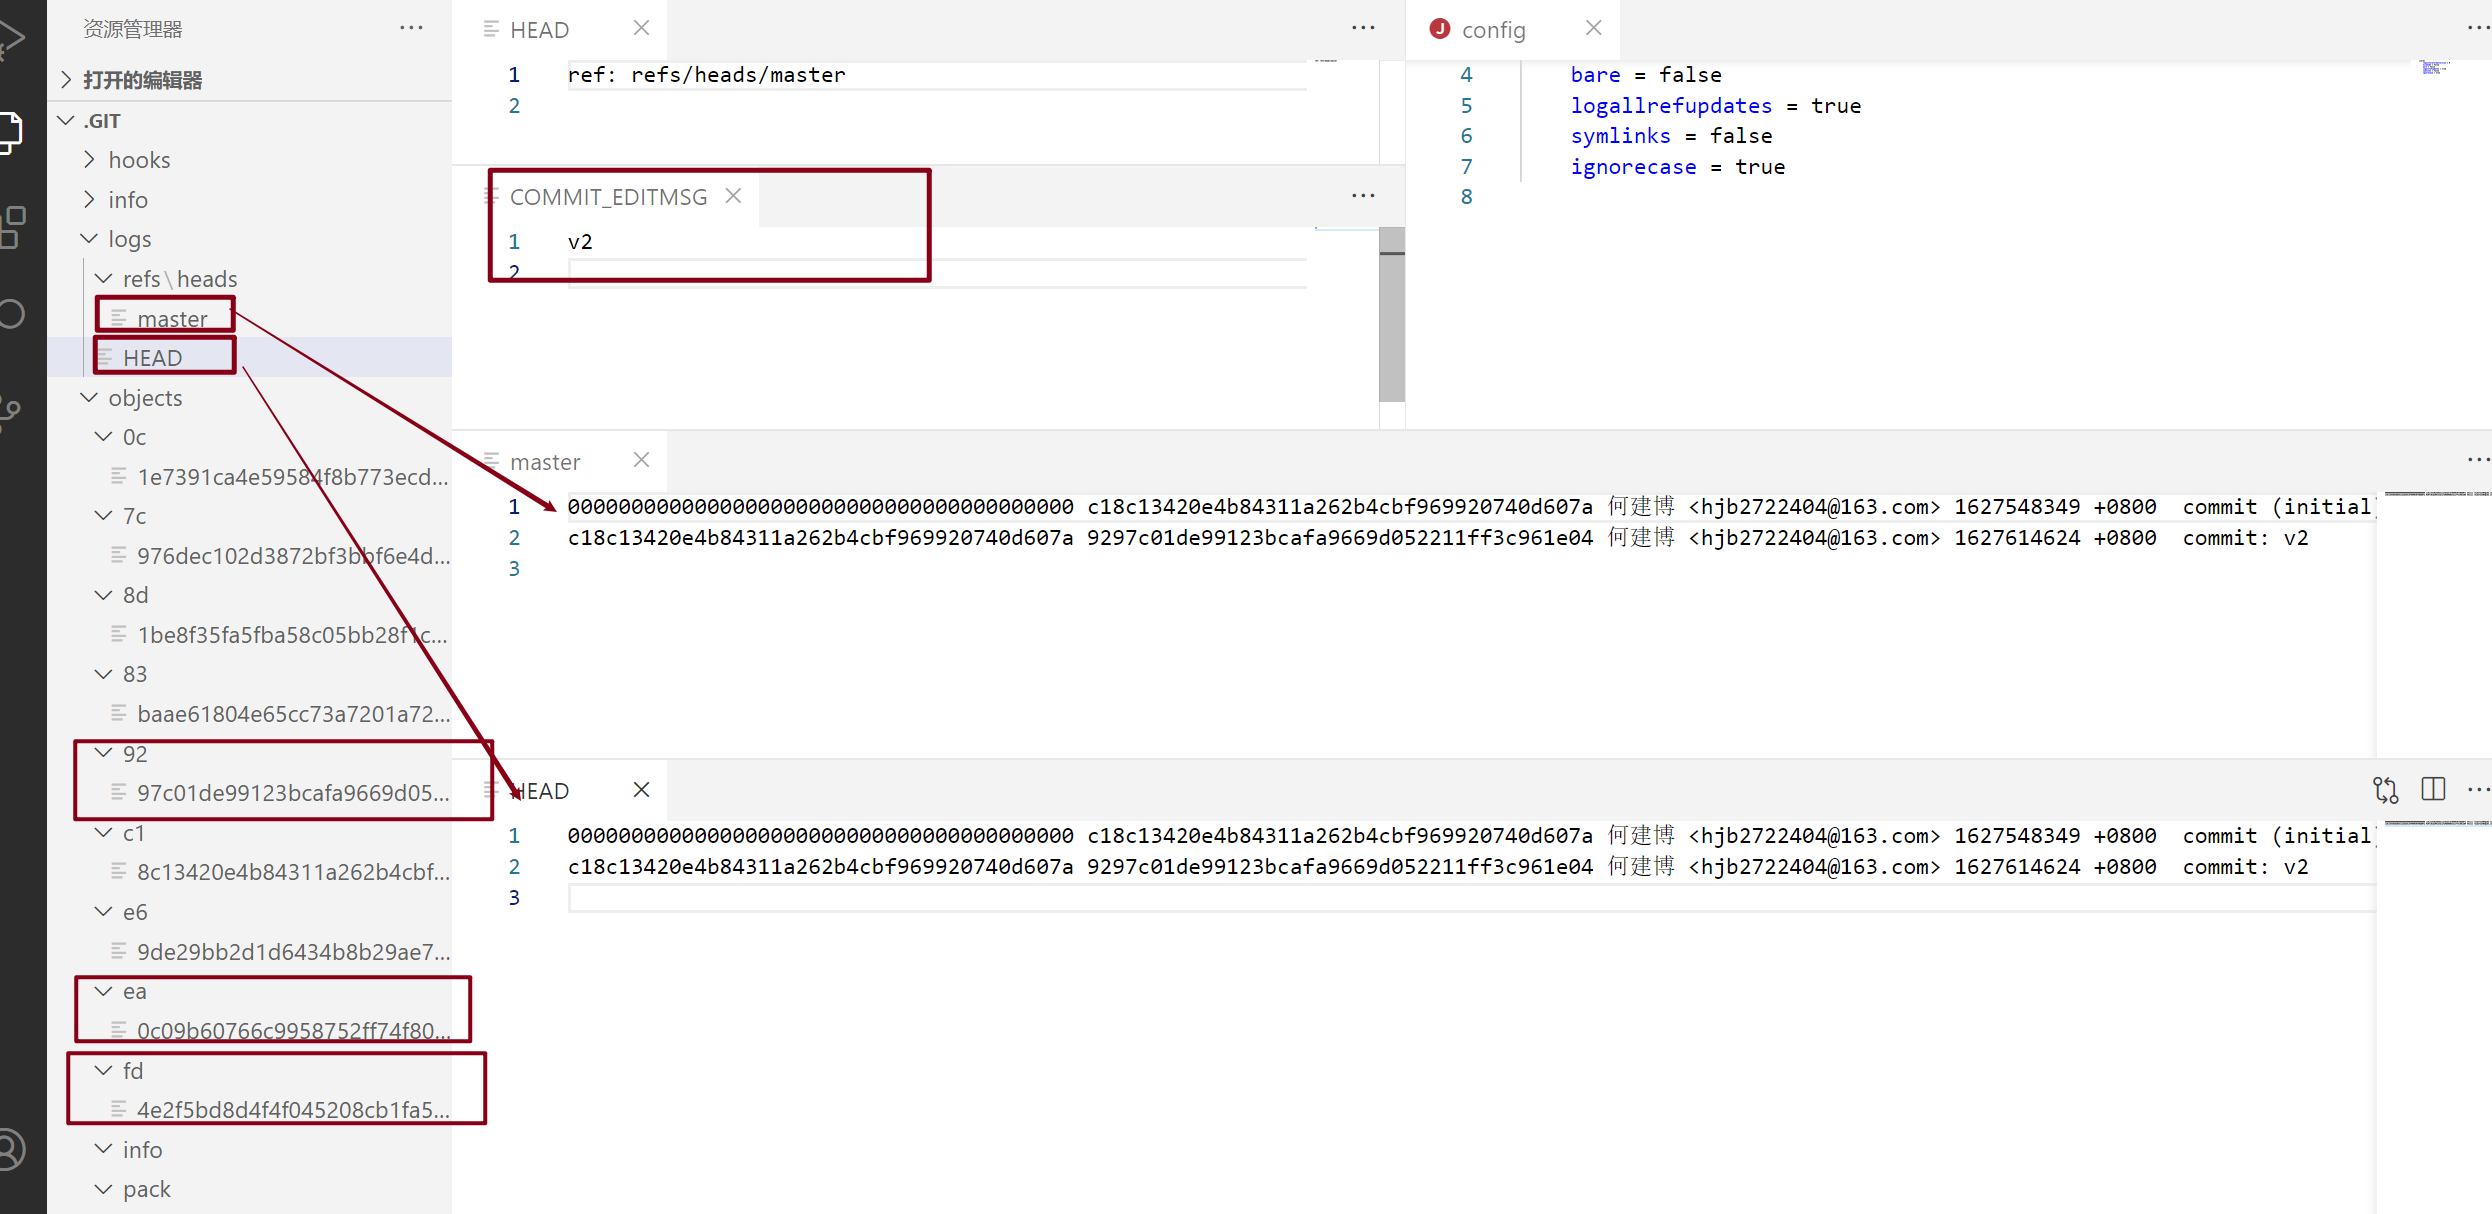 资源管理器
打开的编辑器
.GIT
hooks
info
logs
refs\heads
master
HEAD
objects
0c
1e7391ca4e59584f8b773ecd...
7c
976dec102d3872bf3bbf6e4d...
8d
1be8f35fa5fba58c05bb28f1c...
83
baae61804e65cc73a7201a72...
92
97c01de99123bcafa9669d05...
c1
8c13420e4b84311a262b4cbf...
e6
9de29bb2d1d6434b8b29ae7...
ea
0c09b60766c9958752ff74f80...
fd
4e2f5bd8d4f4f045208cb1fa5...
info
pack
HEAD
1 ref: refs/heads/master
2
COMMIT_EDITMSG
1 v2
2
config
4 bare = false
5 logallrefupdates = true
6 symlinks = false
7 ignorecase = true
8
master
1 0000000000000000000000000000000000000000 c18c13420e4b84311a262b4cbf969920740d607a 何建博 <hjb2722404@163.com> 1627548349 +0800 commit (initial)
2 c18c13420e4b84311a262b4cbf969920740d607a 9297c01de99123bcafa9669d052211ff3c961e04 何建博 <hjb2722404@163.com> 1627614624 +0800 commit: v2
3
HEAD
1 0000000000000000000000000000000000000000 c18c13420e4b84311a262b4cbf969920740d607a 何建博 <hjb2722404@163.com> 1627548349 +0800 commit (initial)
2 c18c13420e4b84311a262b4cbf969920740d607a 9297c01de99123bcafa9669d052211ff3c961e04 何建博 <hjb2722404@163.com> 1627614624 +0800 commit: v2
3